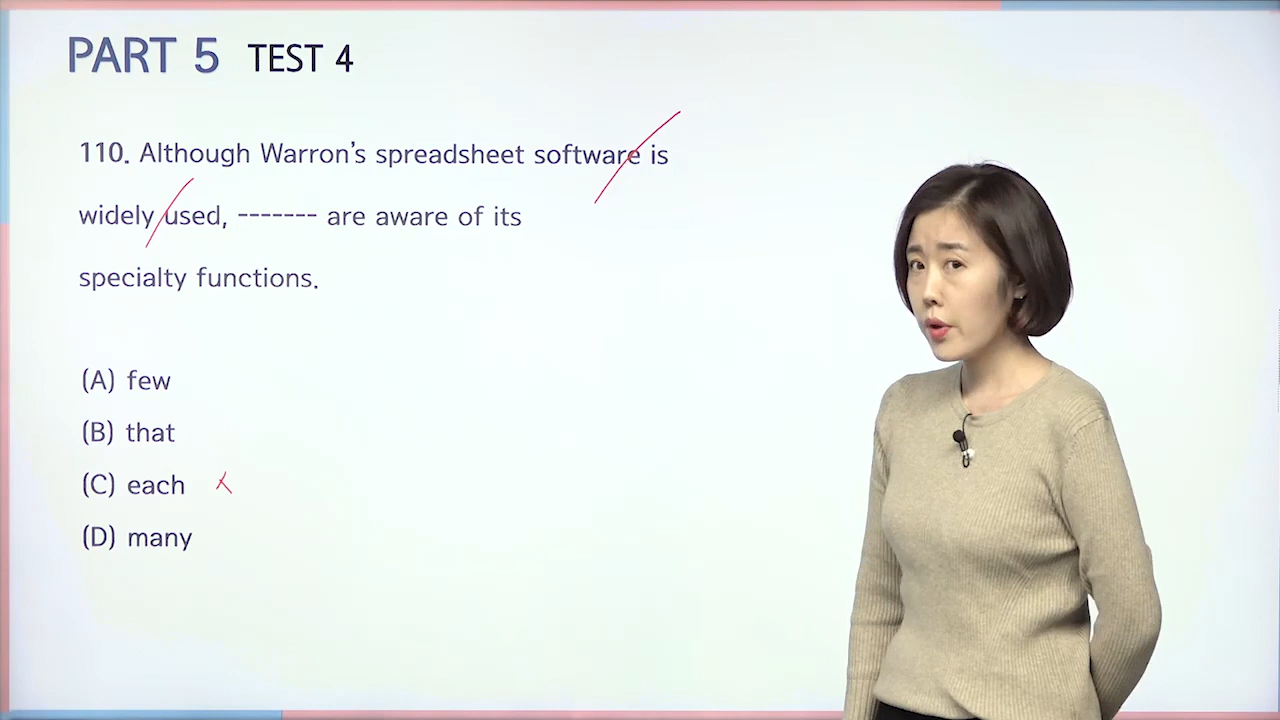 PART 5 TEST 4
110. Although Warron's spreadsheet software is
widely used, ------- are aware of its
specialty functions.
(A) few
(B) that
(C) each
(D) many